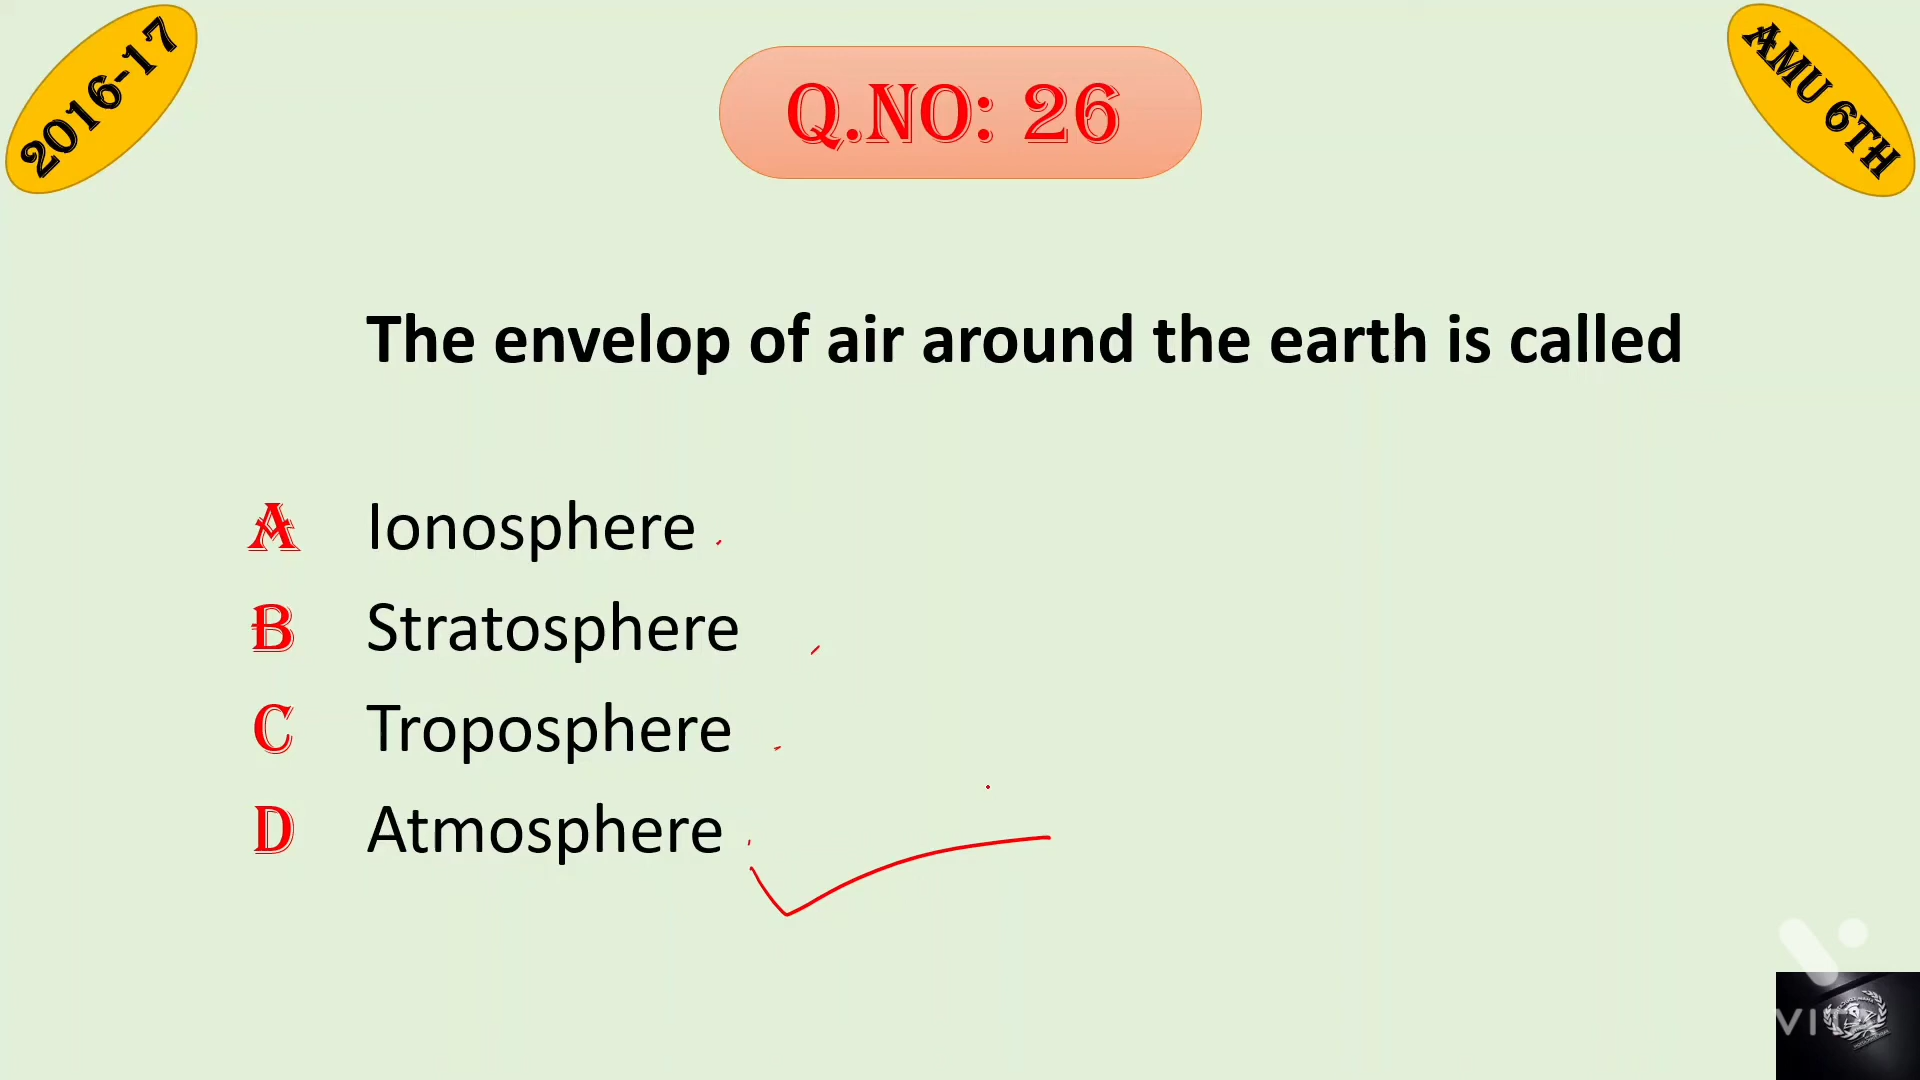 2016-17
Q.NO: 26
AMU 6TH
The envelop of air around the earth is called
A Ionosphere
B Stratosphere
C Troposphere
D Atmosphere
VITA